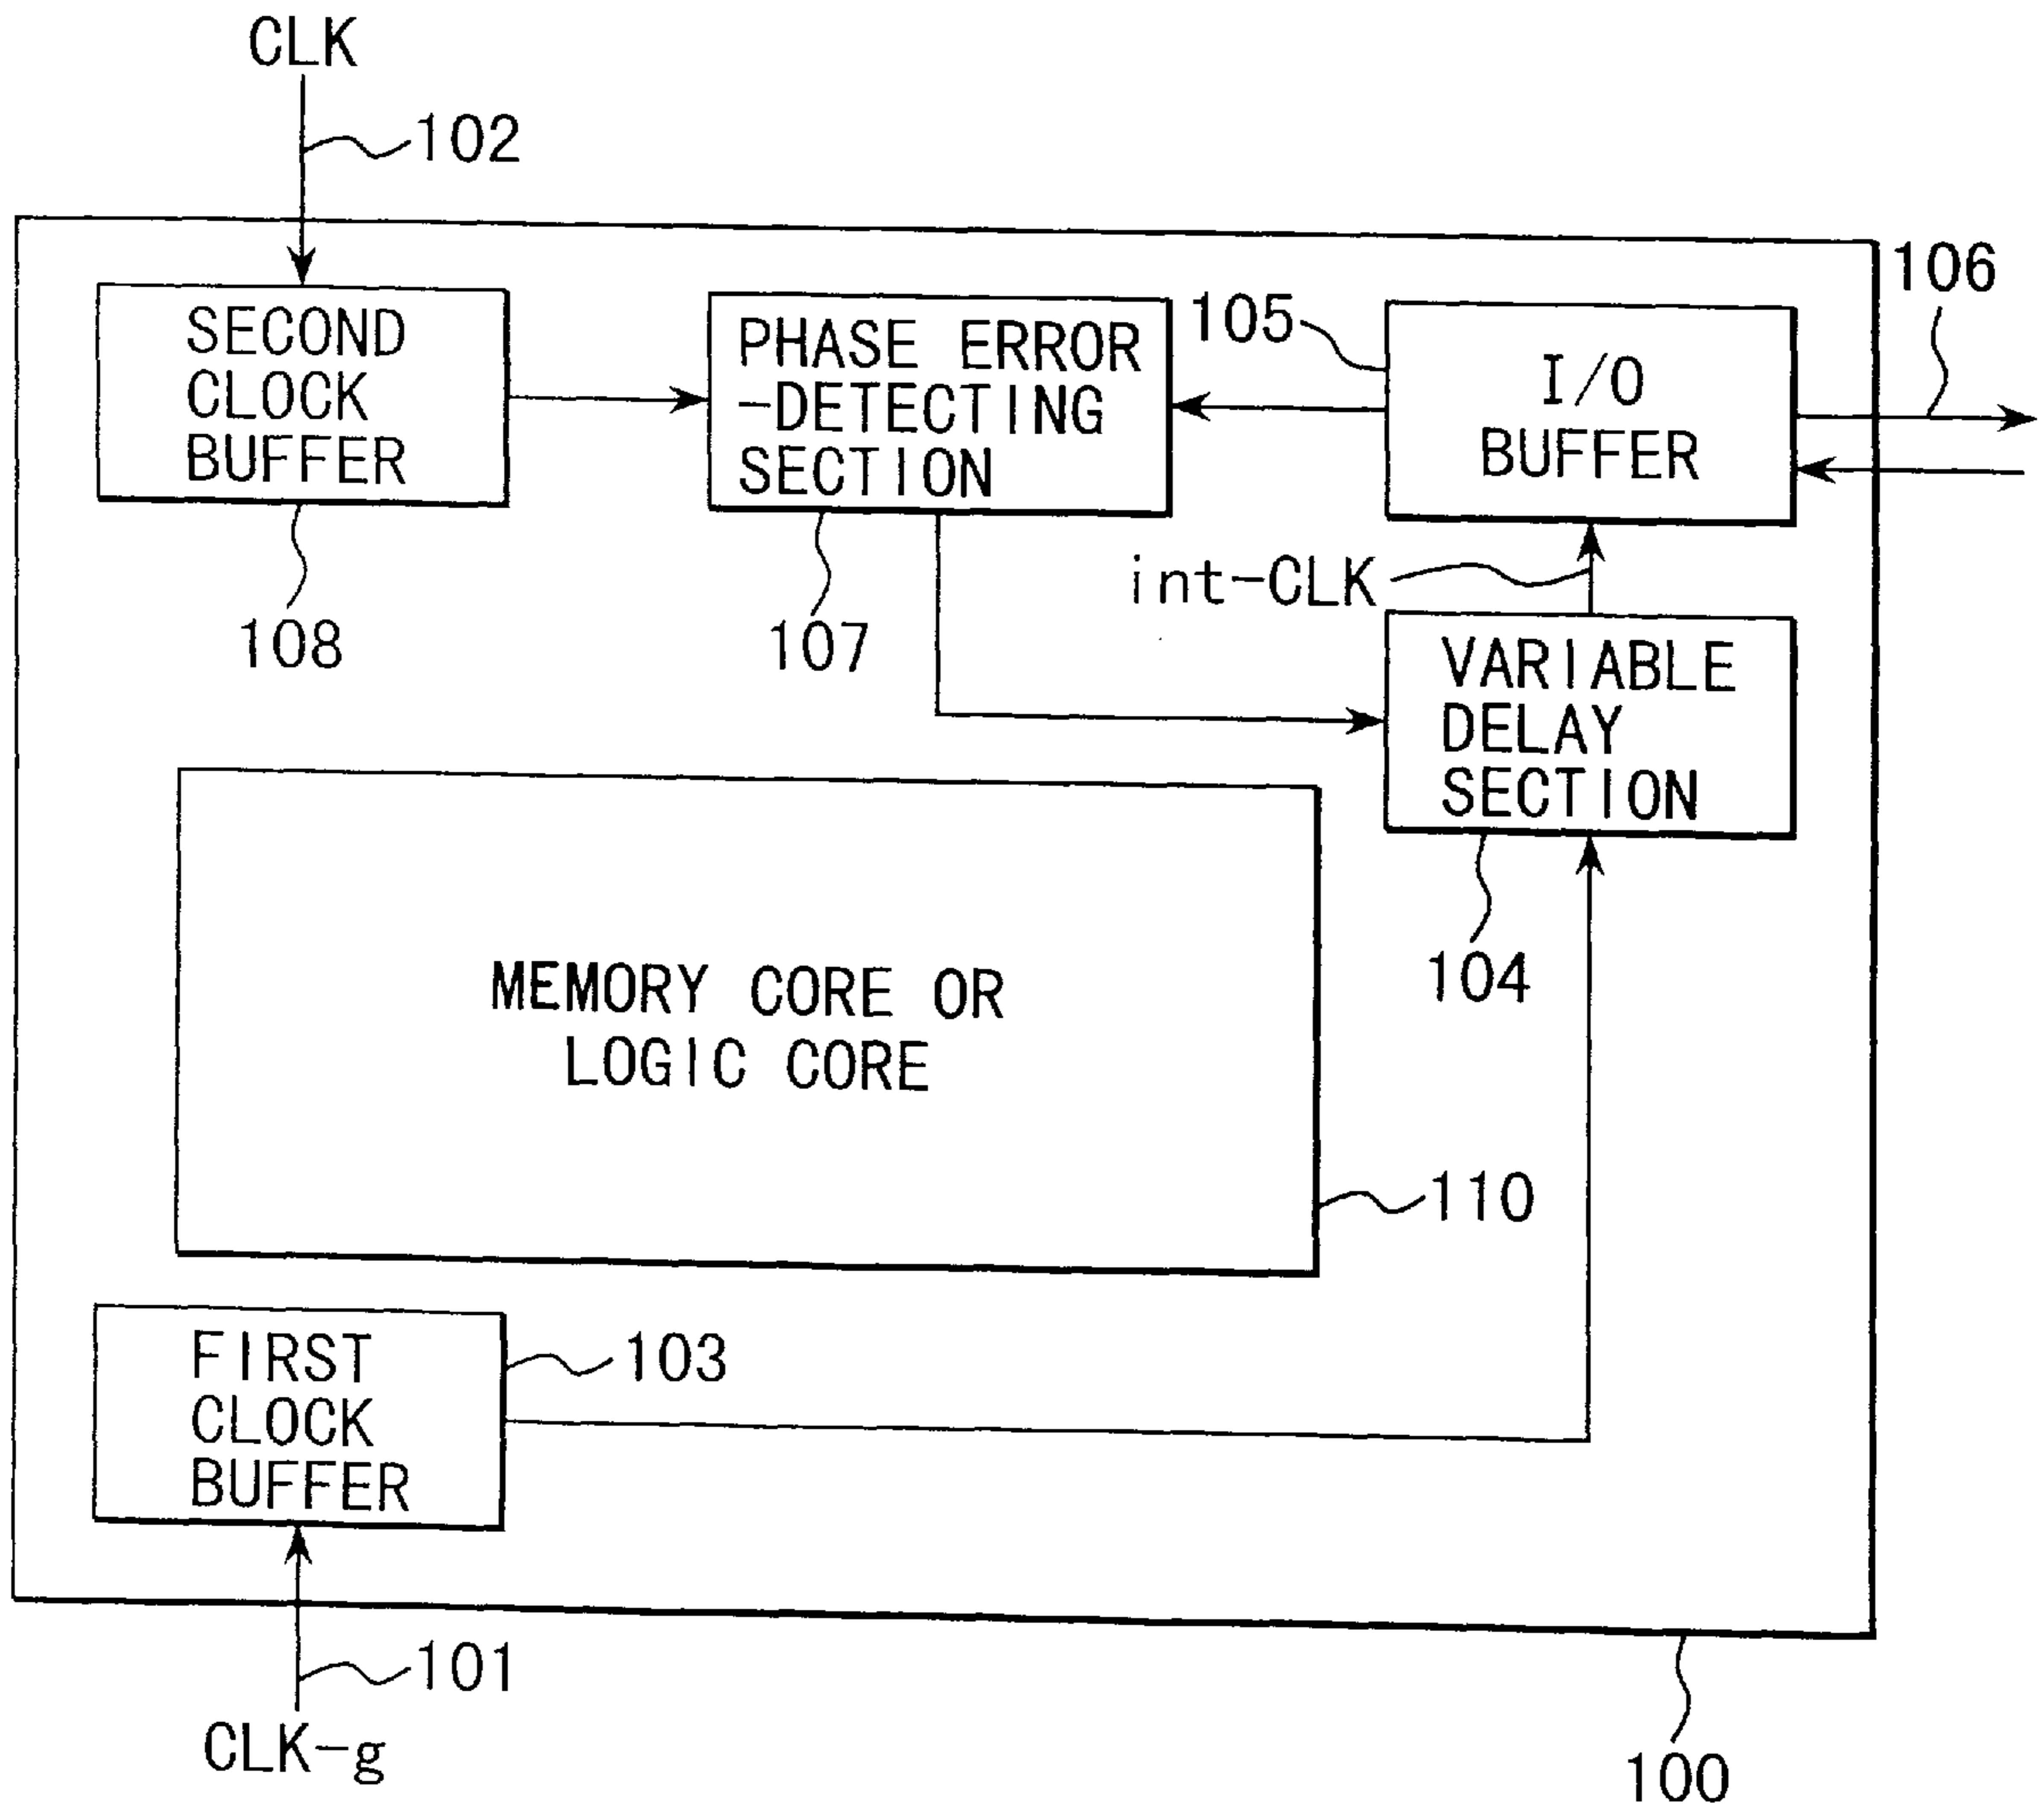 CLK
102
106
SECOND
CLOCK
BUFFER
PHASE ERROR
-DETECTING
SECTION
105
I/O
BUFFER
int-CLK
108
107
VARIABLE
DELAY
SECTION
104
MEMORY CORE OR
LOGIC CORE
110
FIRST
CLOCK
BUFFER
103
101
CLK-g
100